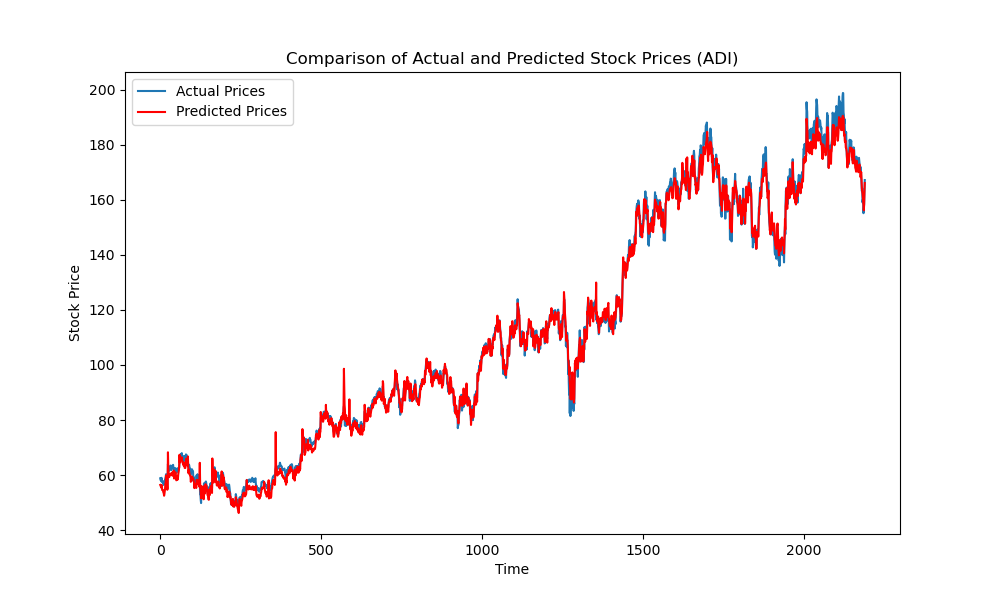 Comparison of Actual and Predicted Stock Prices (ADI)
Actual Prices
Predicted Prices
200
180
160
140
120
100
80
60
40
Stock Price
0 500 1000 1500 2000
Time